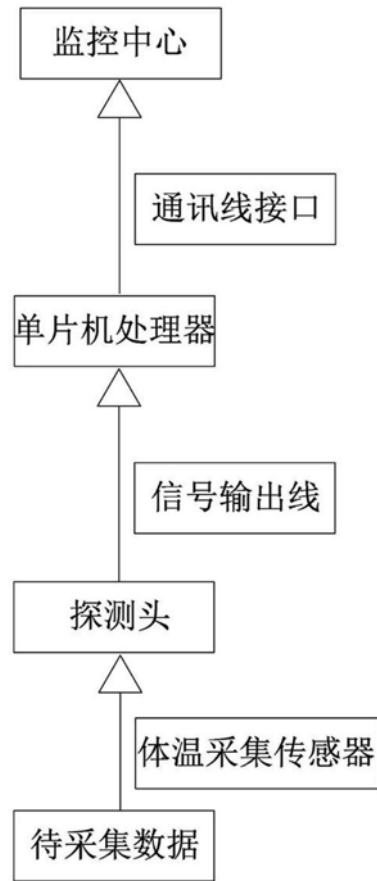 监控中心
通讯线接口
单片机处理器
信号输出线
探测头
体温采集传感器
待采集数据